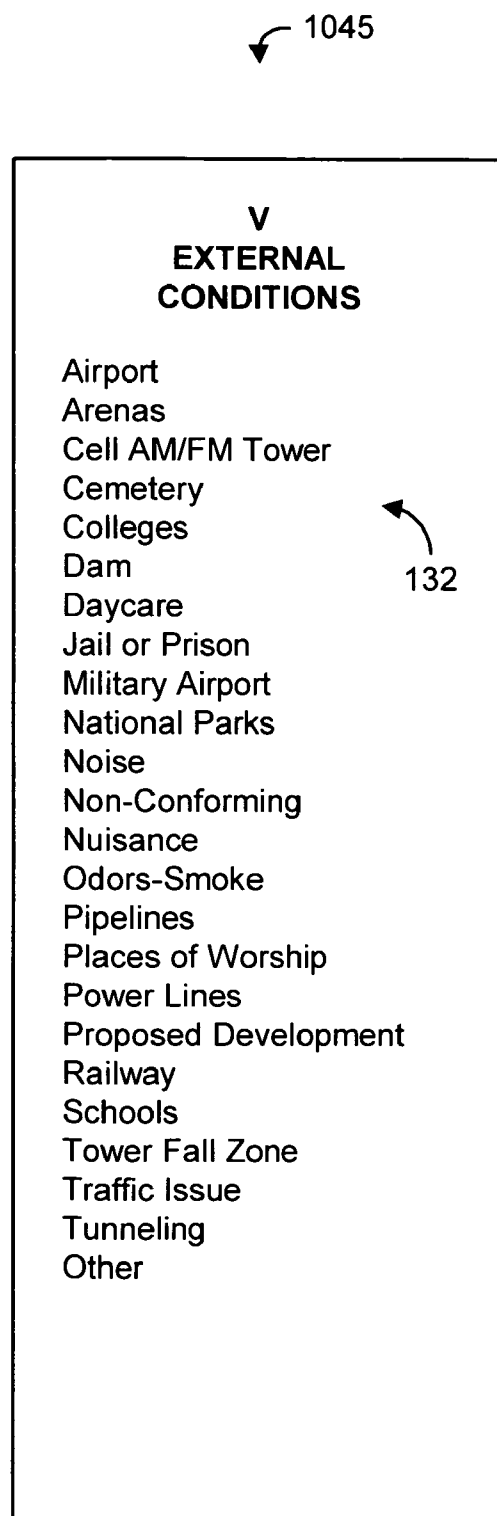 1045
V
EXTERNAL
CONDITIONS
Airport
Arenas
Cell AM/FM Tower
Cemetery
Colleges
Dam
132
Daycare
Jail or Prison
Military Airport
National Parks
Noise
Non-Conforming
Nuisance
Odors-Smoke
Pipelines
Places of Worship
Power Lines
Proposed Development
Railway
Schools
Tower Fall Zone
Traffic Issue
Tunneling
Other